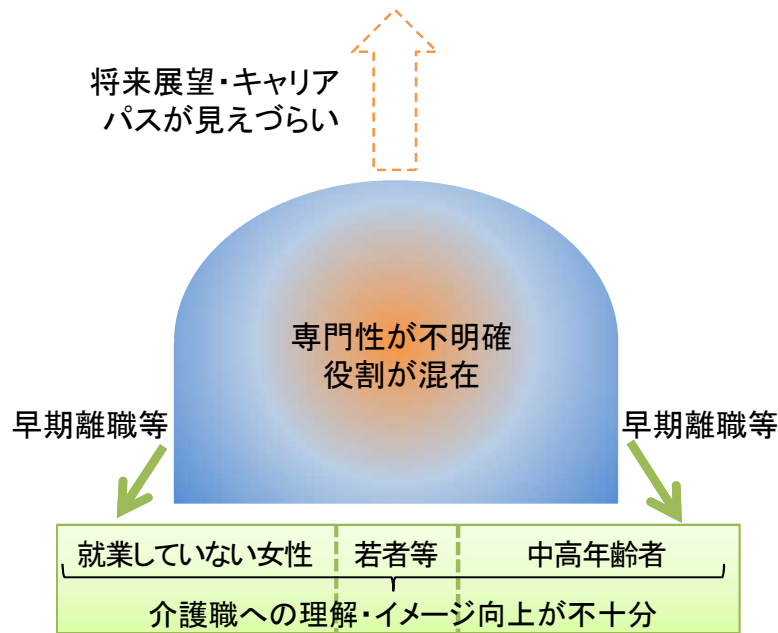 将来展望・キャリア
パスが見えづらい
専門性が不明確
役割が混在
早期離職等
早期離職等
就業していない女性 若者等 中高年齢者
介護職への理解・イメージ向上が不十分